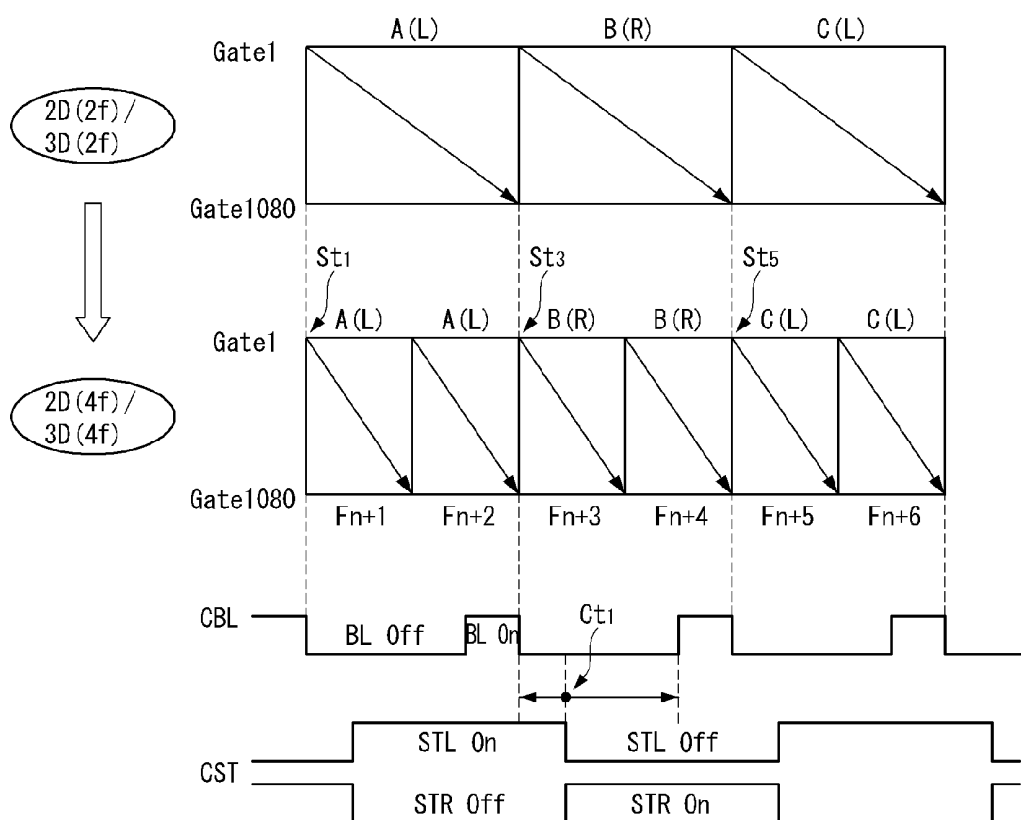 A(L) B(R) C(L)
Gate1
2D(2f)/
3D(2f)
Gate1080
St1 St3 St5
A(L) A(L) B(R) B(R) C(L) C(L)
Gate1
2D(4f)/
3D(4f)
Gate1080
Fn+1 Fn+2 Fn+3 Fn+4 Fn+5 Fn+6
CBL
BL Off BL On
Ct1
STL On STL Off
CST
STR Off STR On